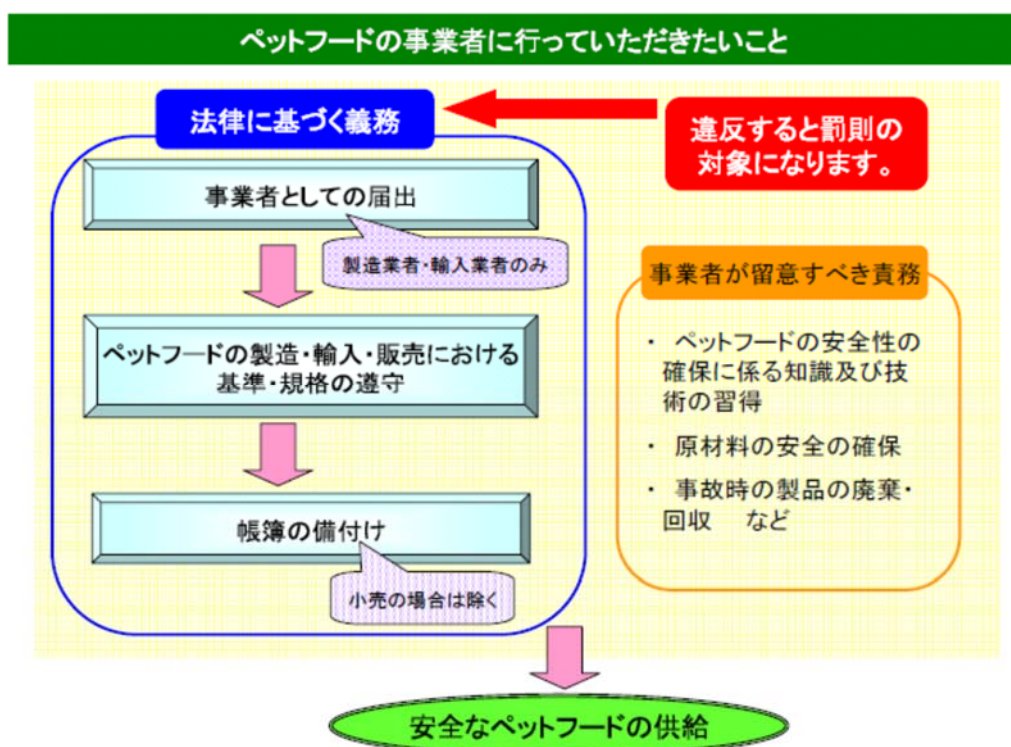 ペットフードの事業者に行っていただきたいこと
法律に基づく義務
違反すると罰則の
対象になります。
事業者としての届出
製造業者・輸入業者のみ
ペットフードの製造・輸入・販売における
基準・規格の遵守
帳簿の備付け
小売の場合は除く
事業者が留意すべき責務
・ ペットフードの安全性の
確保に係る知識及び技
術の習得
・ 原材料の安全の確保
・ 事故時の製品の廃棄・
回収 など
安全なペットフードの供給